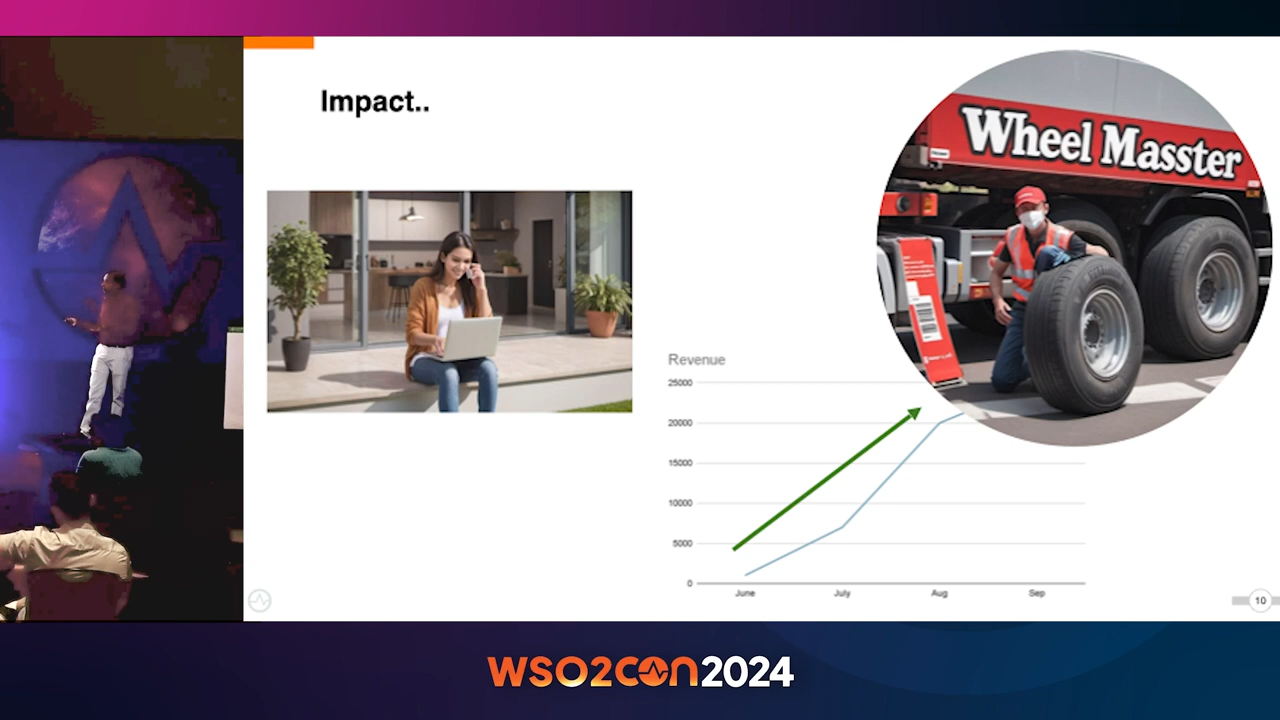 Impact..
Wheel Masster
Revenue
25000
20000
15000
10000
5000
0
June
July
Aug
Sep
10
WSO2CON2024